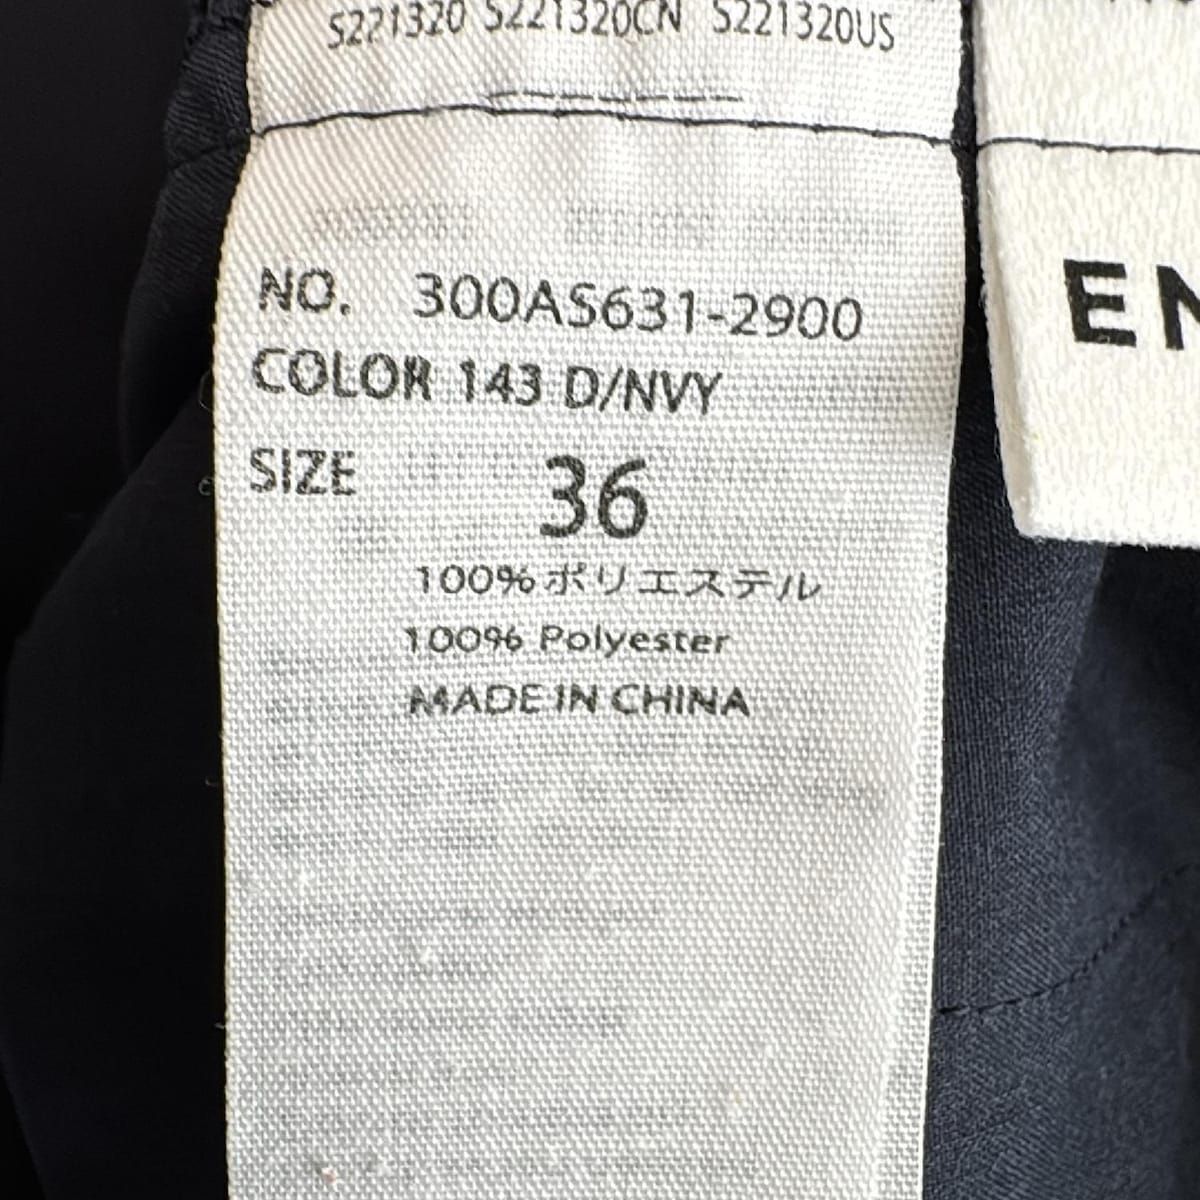 S221320 S221320CN S221320US
NO. 300AS631-2900
COLOR 143 D/NVY
SIZE 36
100%ポリエステル
100% Polyester
MADE IN CHINA
EN